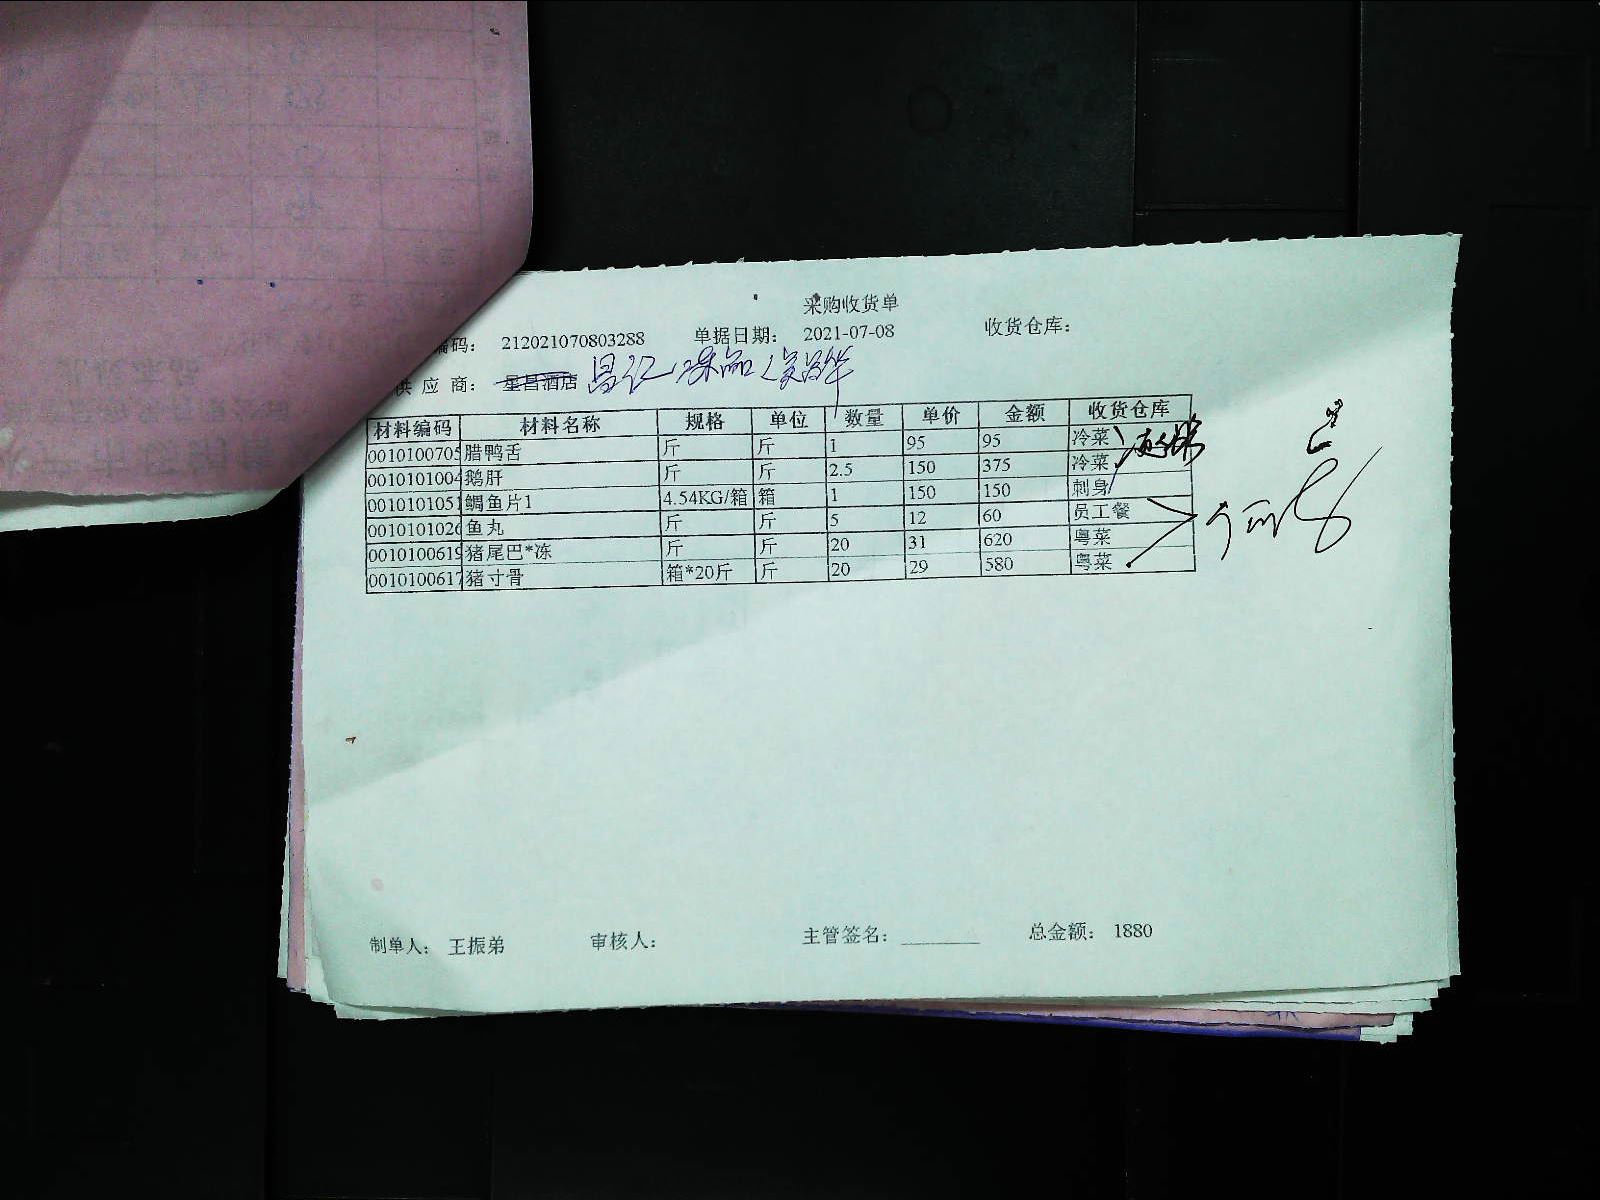 采购收货单
编码： 212021070803288 单据日期： 2021-07-08 收货仓库：
供应商： 星昌酒店
材料编码 材料名称 规格 单位 数量 单价 金额 收货仓库
0010100705 腊鸭舌 斤 斤 1 95 95 冷菜
0010101004 鹅肝 斤 斤 2.5 150 375 冷菜
0010101051 鲷鱼片1 4.54KG/箱 箱 1 150 150 刺身
0010101026 鱼丸 斤 斤 5 12 60 员工餐
0010100619 猪尾巴*冻 斤 斤 20 31 620 粤菜
0010100617 猪寸骨 箱*20斤 斤 20 29 580 粤菜
制单人： 王振弟 审核人： 主管签名： 总金额： 1880